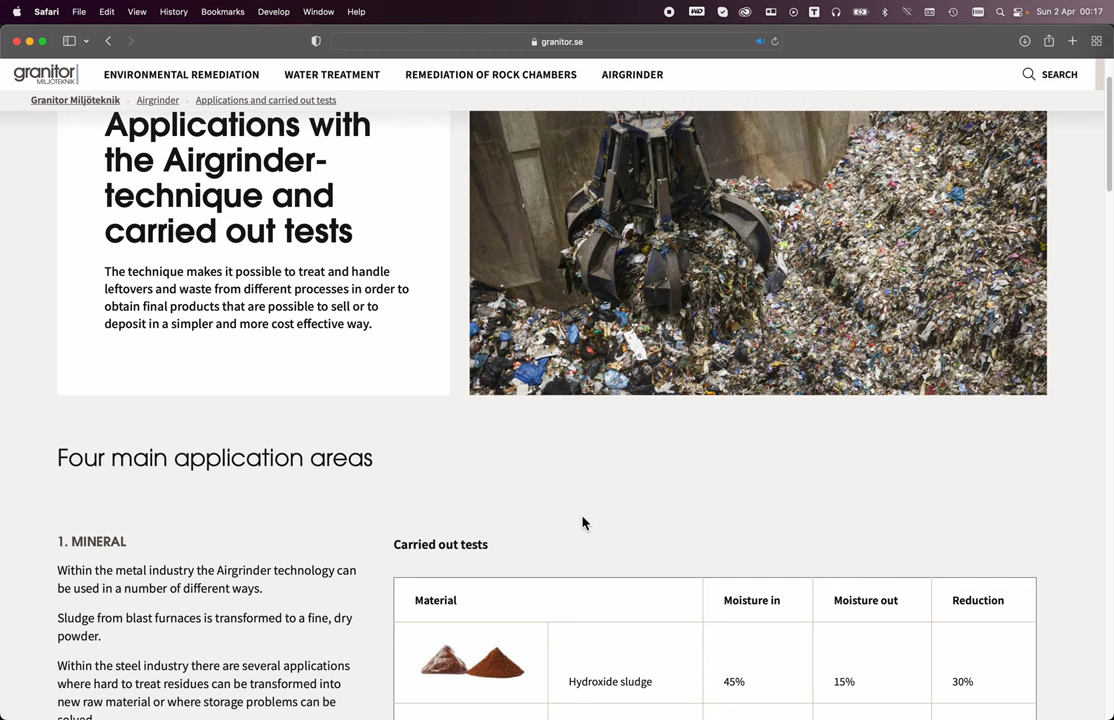 Safari File Edit View History Bookmarks Develop Window Help Sun 2 Apr 00:17
granitor.se
granitor MILJÖTEKNIK ENVIRONMENTAL REMEDIATION WATER TREATMENT REMEDIATION OF ROCK CHAMBERS AIRGRINDER SEARCH
Granitor Miljöteknik Airgrinder Applications and carried out tests
Applications with
the Airgrinder-
technique and
carried out tests
The technique makes it possible to treat and handle
leftovers and waste from different processes in order to
obtain final products that are possible to sell or to
deposit in a simpler and more cost effective way.
Four main application areas
1. MINERAL
Within the metal industry the Airgrinder technology can
be used in a number of different ways.
Sludge from blast furnaces is transformed to a fine, dry
powder.
Within the steel industry there are several applications
where hard to treat residues can be transformed into
new raw material or where storage problems can be
solved.
Carried out tests
Material Moisture in Moisture out Reduction
Hydroxide sludge 45% 15% 30%